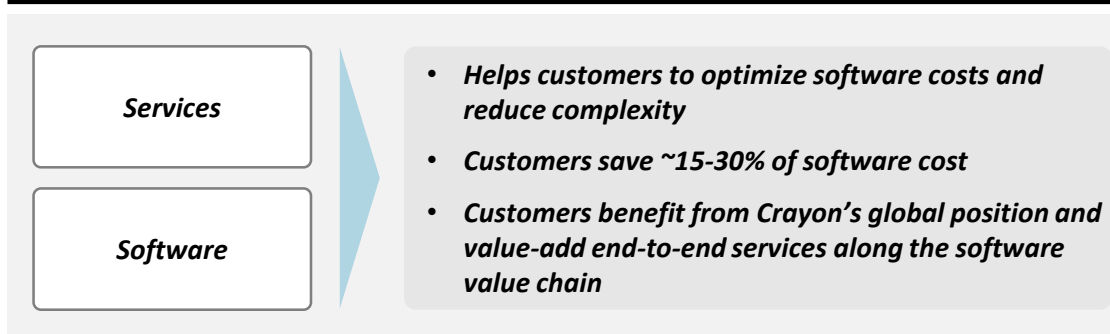 Services
Software
• Helps customers to optimize software costs and
reduce complexity
• Customers save ~15-30% of software cost
• Customers benefit from Crayon’s global position and
value-add end-to-end services along the software
value chain